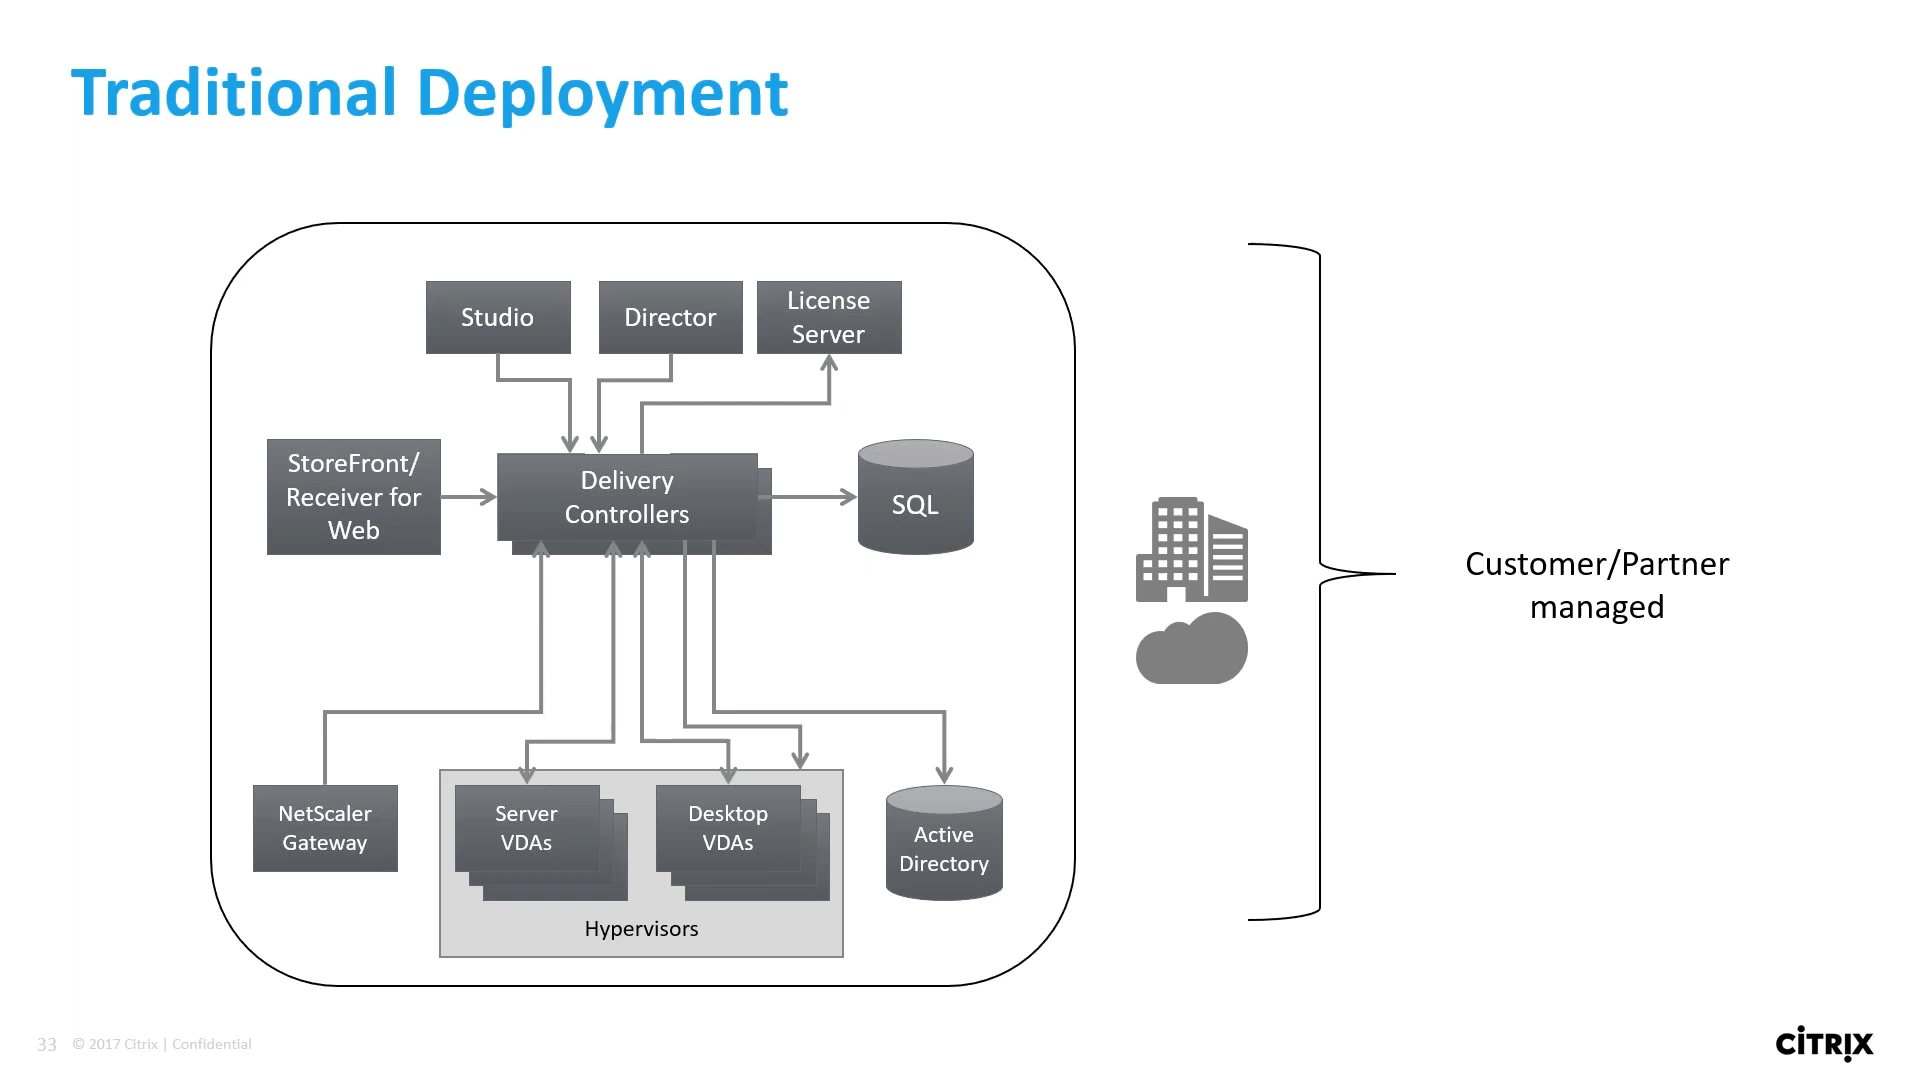 Traditional Deployment
Studio
Director
License
Server
StoreFront/
Receiver for
Web
Delivery
Controllers
SQL
Customer/Partner
managed
NetScaler
Gateway
Server
VDAs
Desktop
VDAs
Active
Directory
Hypervisors
33 © 2017 Citrix | Confidential
CITRIX